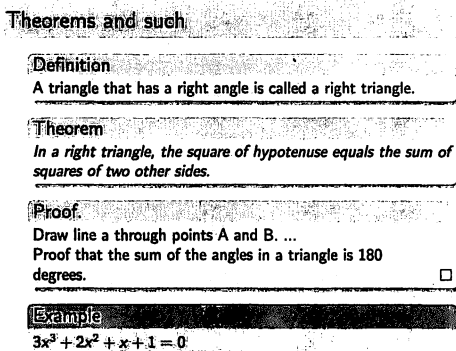 Theorems and such
Definition
A triangle that has a right angle is called a right triangle.
Theorem
In a right triangle, the square of hypotenuse equals the sum of
squares of two other sides.
Proof.
Draw line a through points A and B. ...
Proof that the sum of the angles in a triangle is 180
degrees. □
Example
3x³ + 2x² + x + 1 = 0